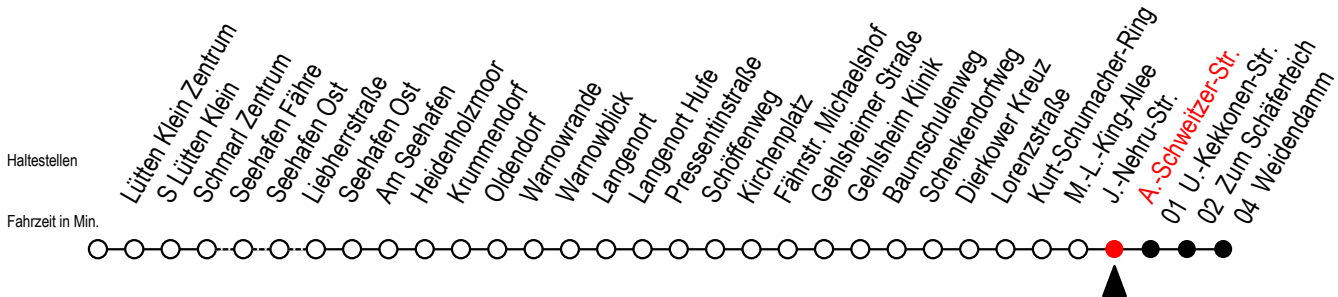 Haltestellen
Fahrzeit in Min.
Lütten Klein Zentrum
S Lütten Klein
Schmarl Zentrum
Seehafen Fähre
Seehafen Ost
Liebherrstraße
Seehafen Ost
Am Seehafen
Heidenholzmoor
Krummendorf
Oldendorf
Warnowrande
Warnowblick
Langenort
Langenort Hufe
Pressentinstraße
Schöffenweg
Kirchenplatz
Fährstr. Michaelshof
Gehlsheimer Straße
Gehlsheim Klinik
Baumschulenweg
Schenkendorfweg
Dierkower Kreuz
Lorenzstraße
Kurt-Schumacher-Ring
M.-L.-King-Allee
J.-Nehru-Str.
A.-Schweitzer-Str.
01 U.-Kekkonen-Str.
02 Zum Schäferteich
04 Weidendamm